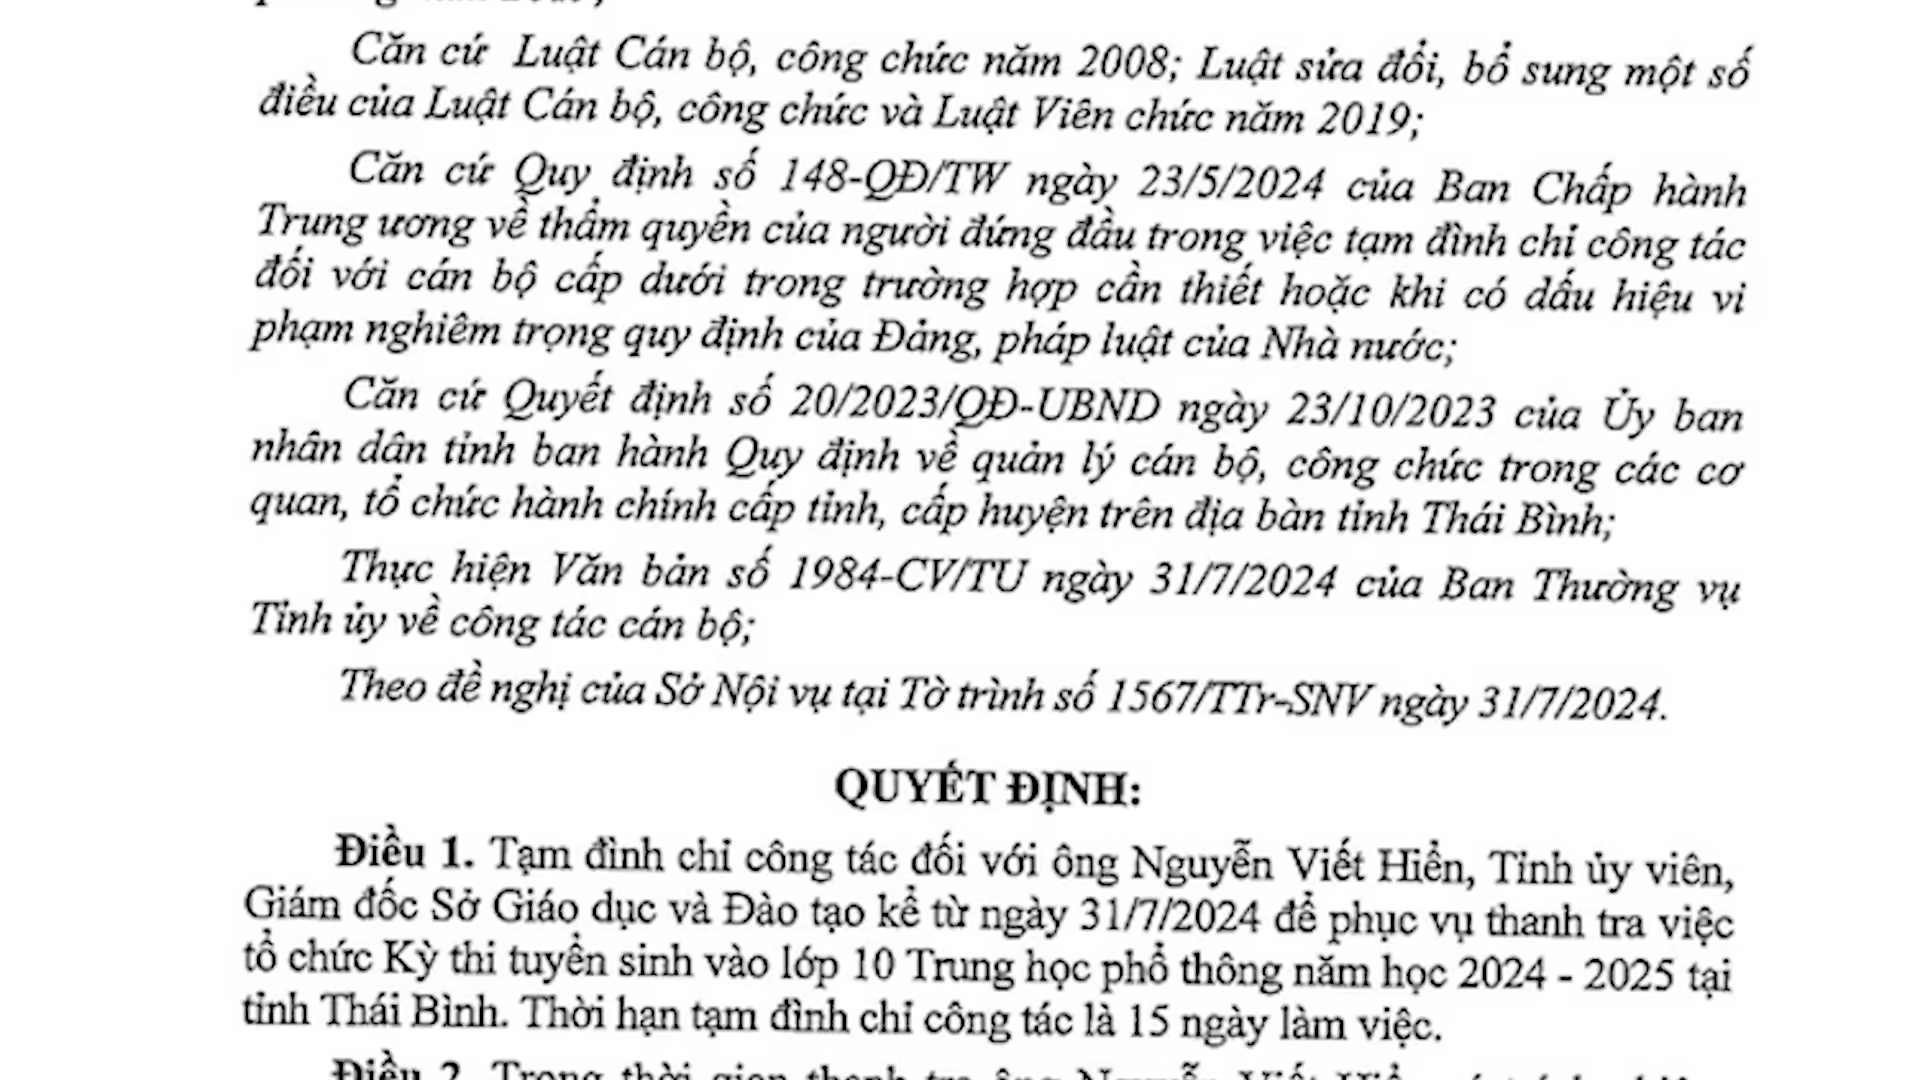 Căn cứ Luật Cán bộ, công chức năm 2008; Luật sửa đổi, bổ sung một số
điều của Luật Cán bộ, công chức và Luật Viên chức năm 2019;
Căn cứ Quy định số 148-QĐ/TW ngày 23/5/2024 của Ban Chấp hành
Trung ương về thẩm quyền của người đứng đầu trong việc tạm đình chỉ công tác
đối với cán bộ cấp dưới trong trường hợp cần thiết hoặc khi có dấu hiệu vi
phạm nghiêm trọng quy định của Đảng, pháp luật của Nhà nước;
Căn cứ Quyết định số 20/2023/QĐ-UBND ngày 23/10/2023 của Ủy ban
nhân dân tỉnh ban hành Quy định về quản lý cán bộ, công chức trong các cơ
quan, tổ chức hành chính cấp tỉnh, cấp huyện trên địa bàn tỉnh Thái Bình;
Thực hiện Văn bản số 1984-CV/TU ngày 31/7/2024 của Ban Thường vụ
Tỉnh ủy về công tác cán bộ;
Theo đề nghị của Sở Nội vụ tại Tờ trình số 1567/TTr-SNV ngày 31/7/2024.
QUYẾT ĐỊNH:
Điều 1. Tạm đình chỉ công tác đối với ông Nguyễn Viết Hiển, Tỉnh ủy viên,
Giám đốc Sở Giáo dục và Đào tạo kể từ ngày 31/7/2024 để phục vụ thanh tra việc
tổ chức Kỳ thi tuyển sinh vào lớp 10 Trung học phổ thông năm học 2024 - 2025 tại
tỉnh Thái Bình. Thời hạn tạm đình chỉ công tác là 15 ngày làm việc.
Điều 2. Trong thời gian thanh tra ông Nguyễn Viết Hiển